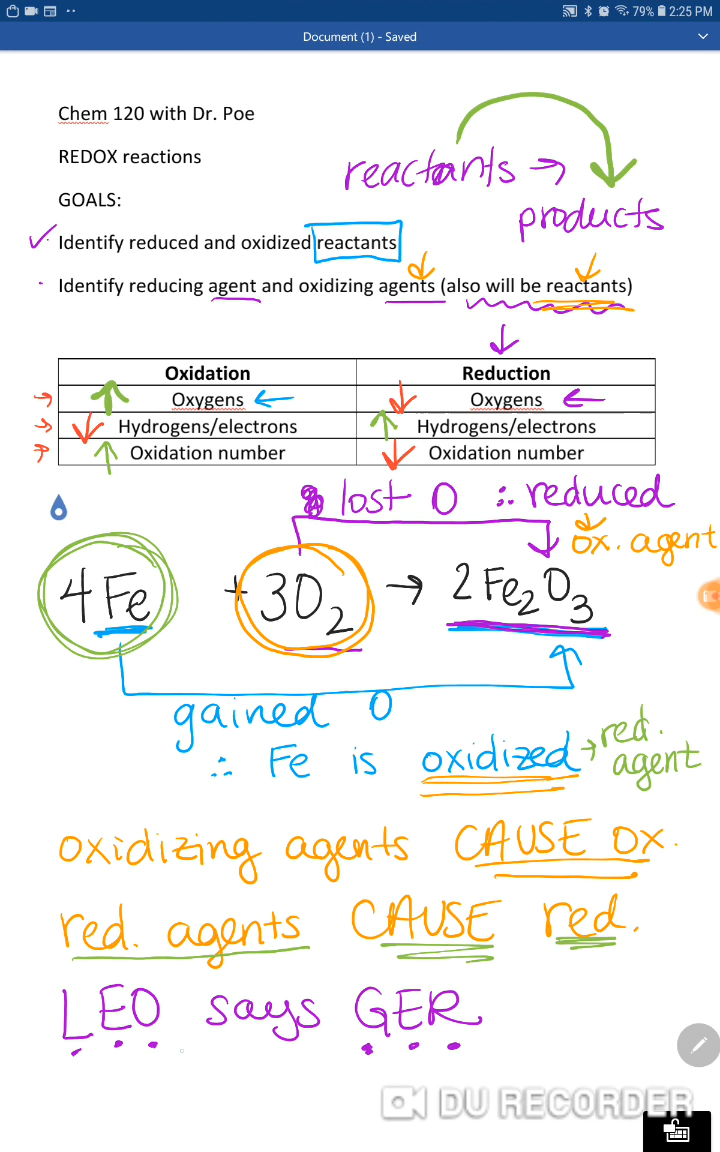 79% 2:25 PM
Document (1) - Saved
Chem 120 with Dr. Poe
REDOX reactions
GOALS:
reactants →
products
Identify reduced and oxidized reactants
Identify reducing agent and oxidizing agents (also will be reactants)
Oxidation Reduction
↑ Oxygens ← ↓ Oxygens ←
↓ Hydrogens/electrons ↑ Hydrogens/electrons
↑ Oxidation number ↓ Oxidation number
lost O ∴ reduced
ox. agent
4Fe + 3O₂ → 2Fe₂O₃
gained O
∴ Fe is oxidized → red. agent
oxidizing agents CAUSE OX.
red. agents CAUSE red.
LEO says GER
DU RECORDER